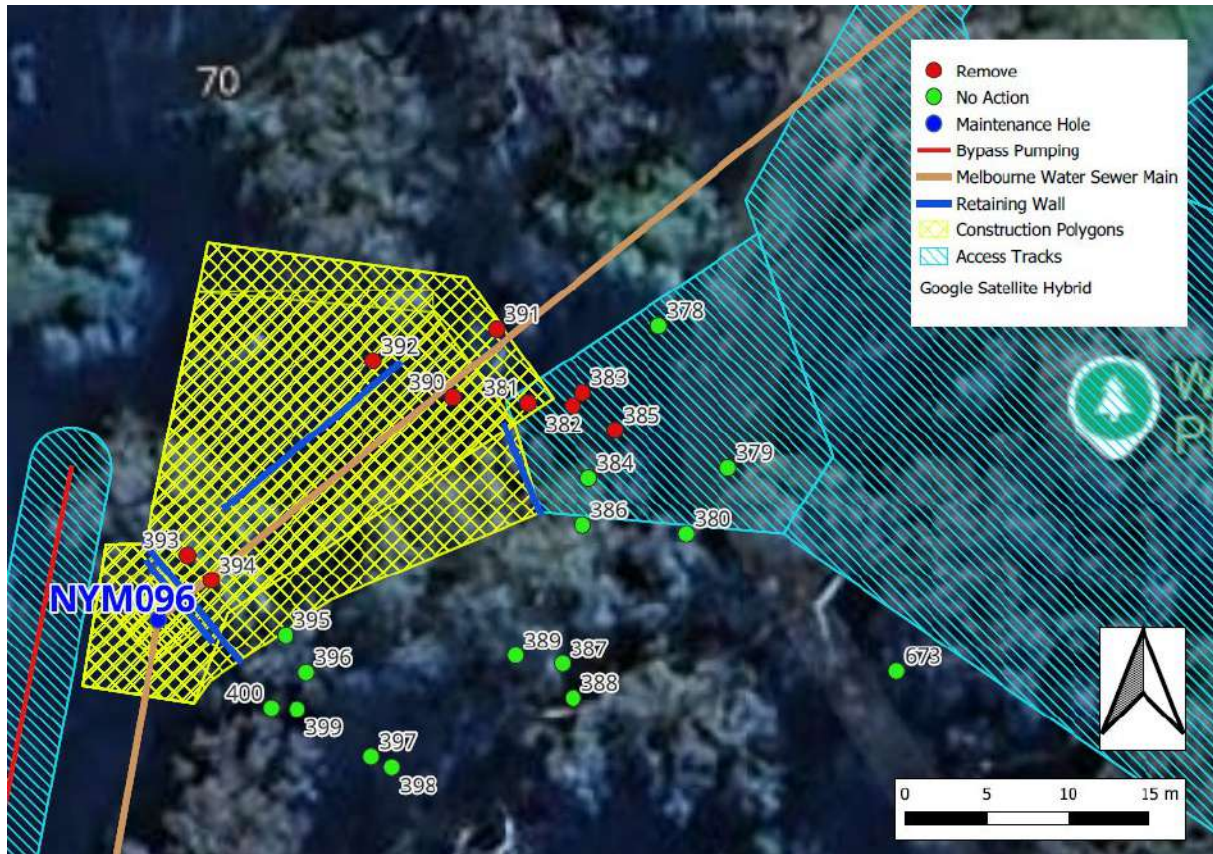 70
Remove
No Action
Maintenance Hole
Bypass Pumping
Melbourne Water Sewer Main
Retaining Wall
Construction Polygons
Access Tracks
Google Satellite Hybrid
391
378
392
390
381
383
382
385
384
379
386
380
393
394
NYM096
395
396
389
387
388
400
399
397
398
673
W
P
0 5 10 15 m